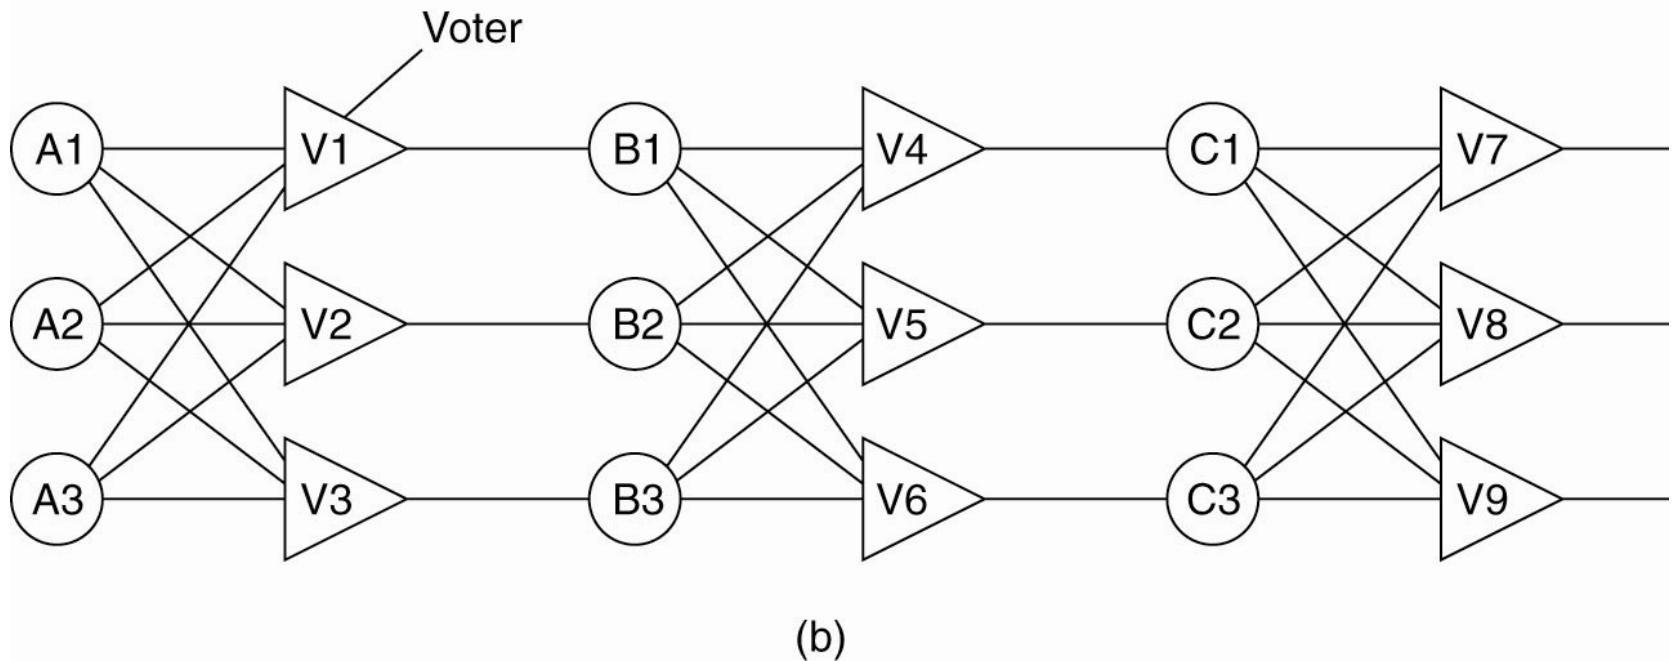 Voter
A1 V1 B1 V4 C1 V7
A2 V2 B2 V5 C2 V8
A3 V3 B3 V6 C3 V9
(b)